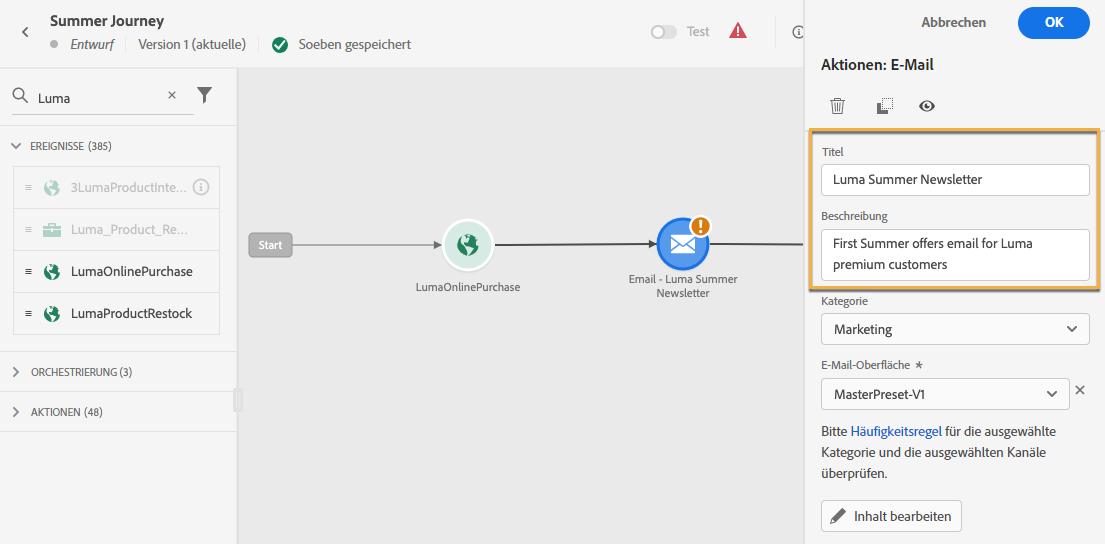 Summer Journey
Entwurf
Version 1 (aktuelle)
Soeben gespeichert
Test
Abbrechen
OK
Luma
EREIGNISSE (385)
3LumaProductInte...
Luma_Product_Re...
LumaOnlinePurchase
LumaProductRestock
ORCHESTRIERUNG (3)
AKTIONEN (48)
Start
LumaOnlinePurchase
Email - Luma Summer
Newsletter
Aktionen: E-Mail
Titel
Luma Summer Newsletter
Beschreibung
First Summer offers email for Luma
premium customers
Kategorie
Marketing
E-Mail-Oberfläche *
MasterPreset-V1
Bitte Häufigkeitsregel für die ausgewählte
Kategorie und die ausgewählten Kanäle
überprüfen.
Inhalt bearbeiten